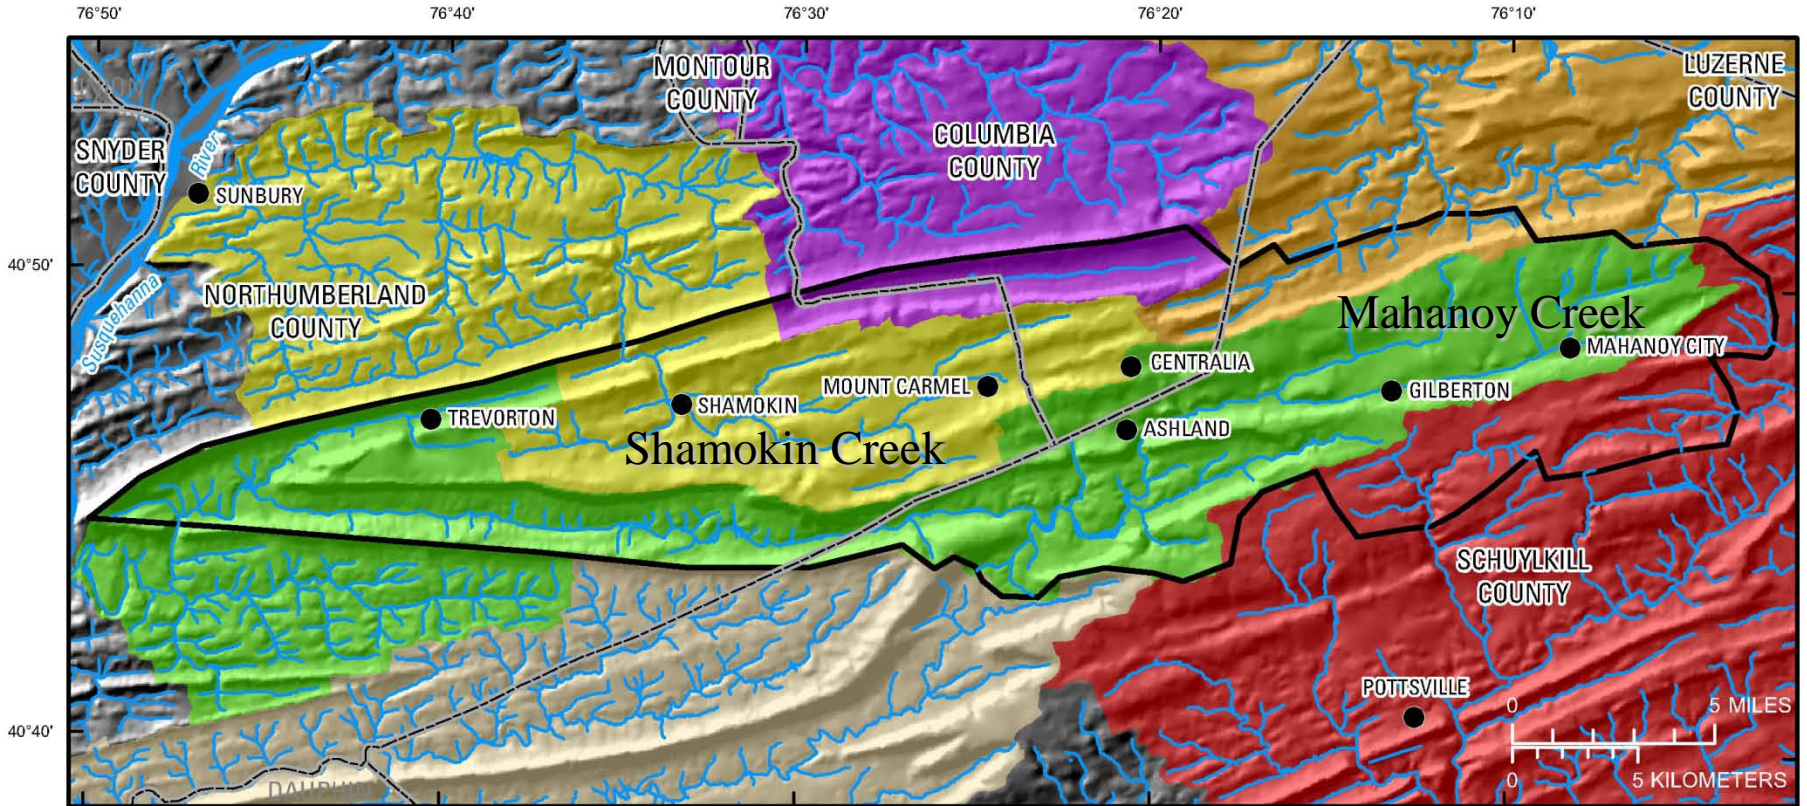 76°50'
76°40'
76°30'
76°20'
76°10'
MONTOUR
COUNTY
LUZERNE
COUNTY
SNYDER
COUNTY
River
COLUMBIA
COUNTY
SUNBURY
40°50'
NORTHUMBERLAND
COUNTY
Susquehanna
Mahanoy Creek
MAHANOY CITY
CENTRALIA
MOUNT CARMEL
GILBERTON
SHAMOKIN
TREVORTON
ASHLAND
Shamokin Creek
SCHUYLKILL
COUNTY
POTTSVILLE
0 5 MILES
40°40'
0 5 KILOMETERS